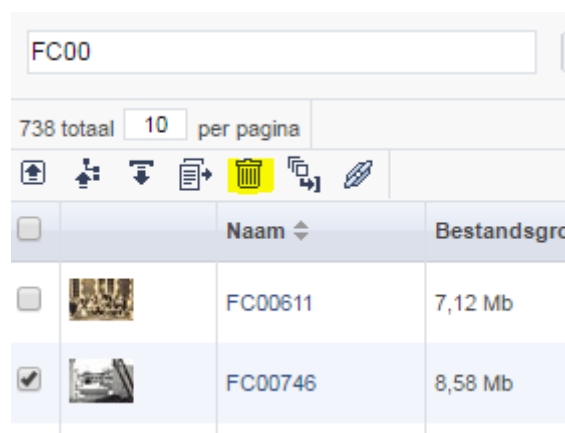 FC00
738 totaal 10 per pagina
Naam Bestandsgro
FC00611 7,12 Mb
FC00746 8,58 Mb